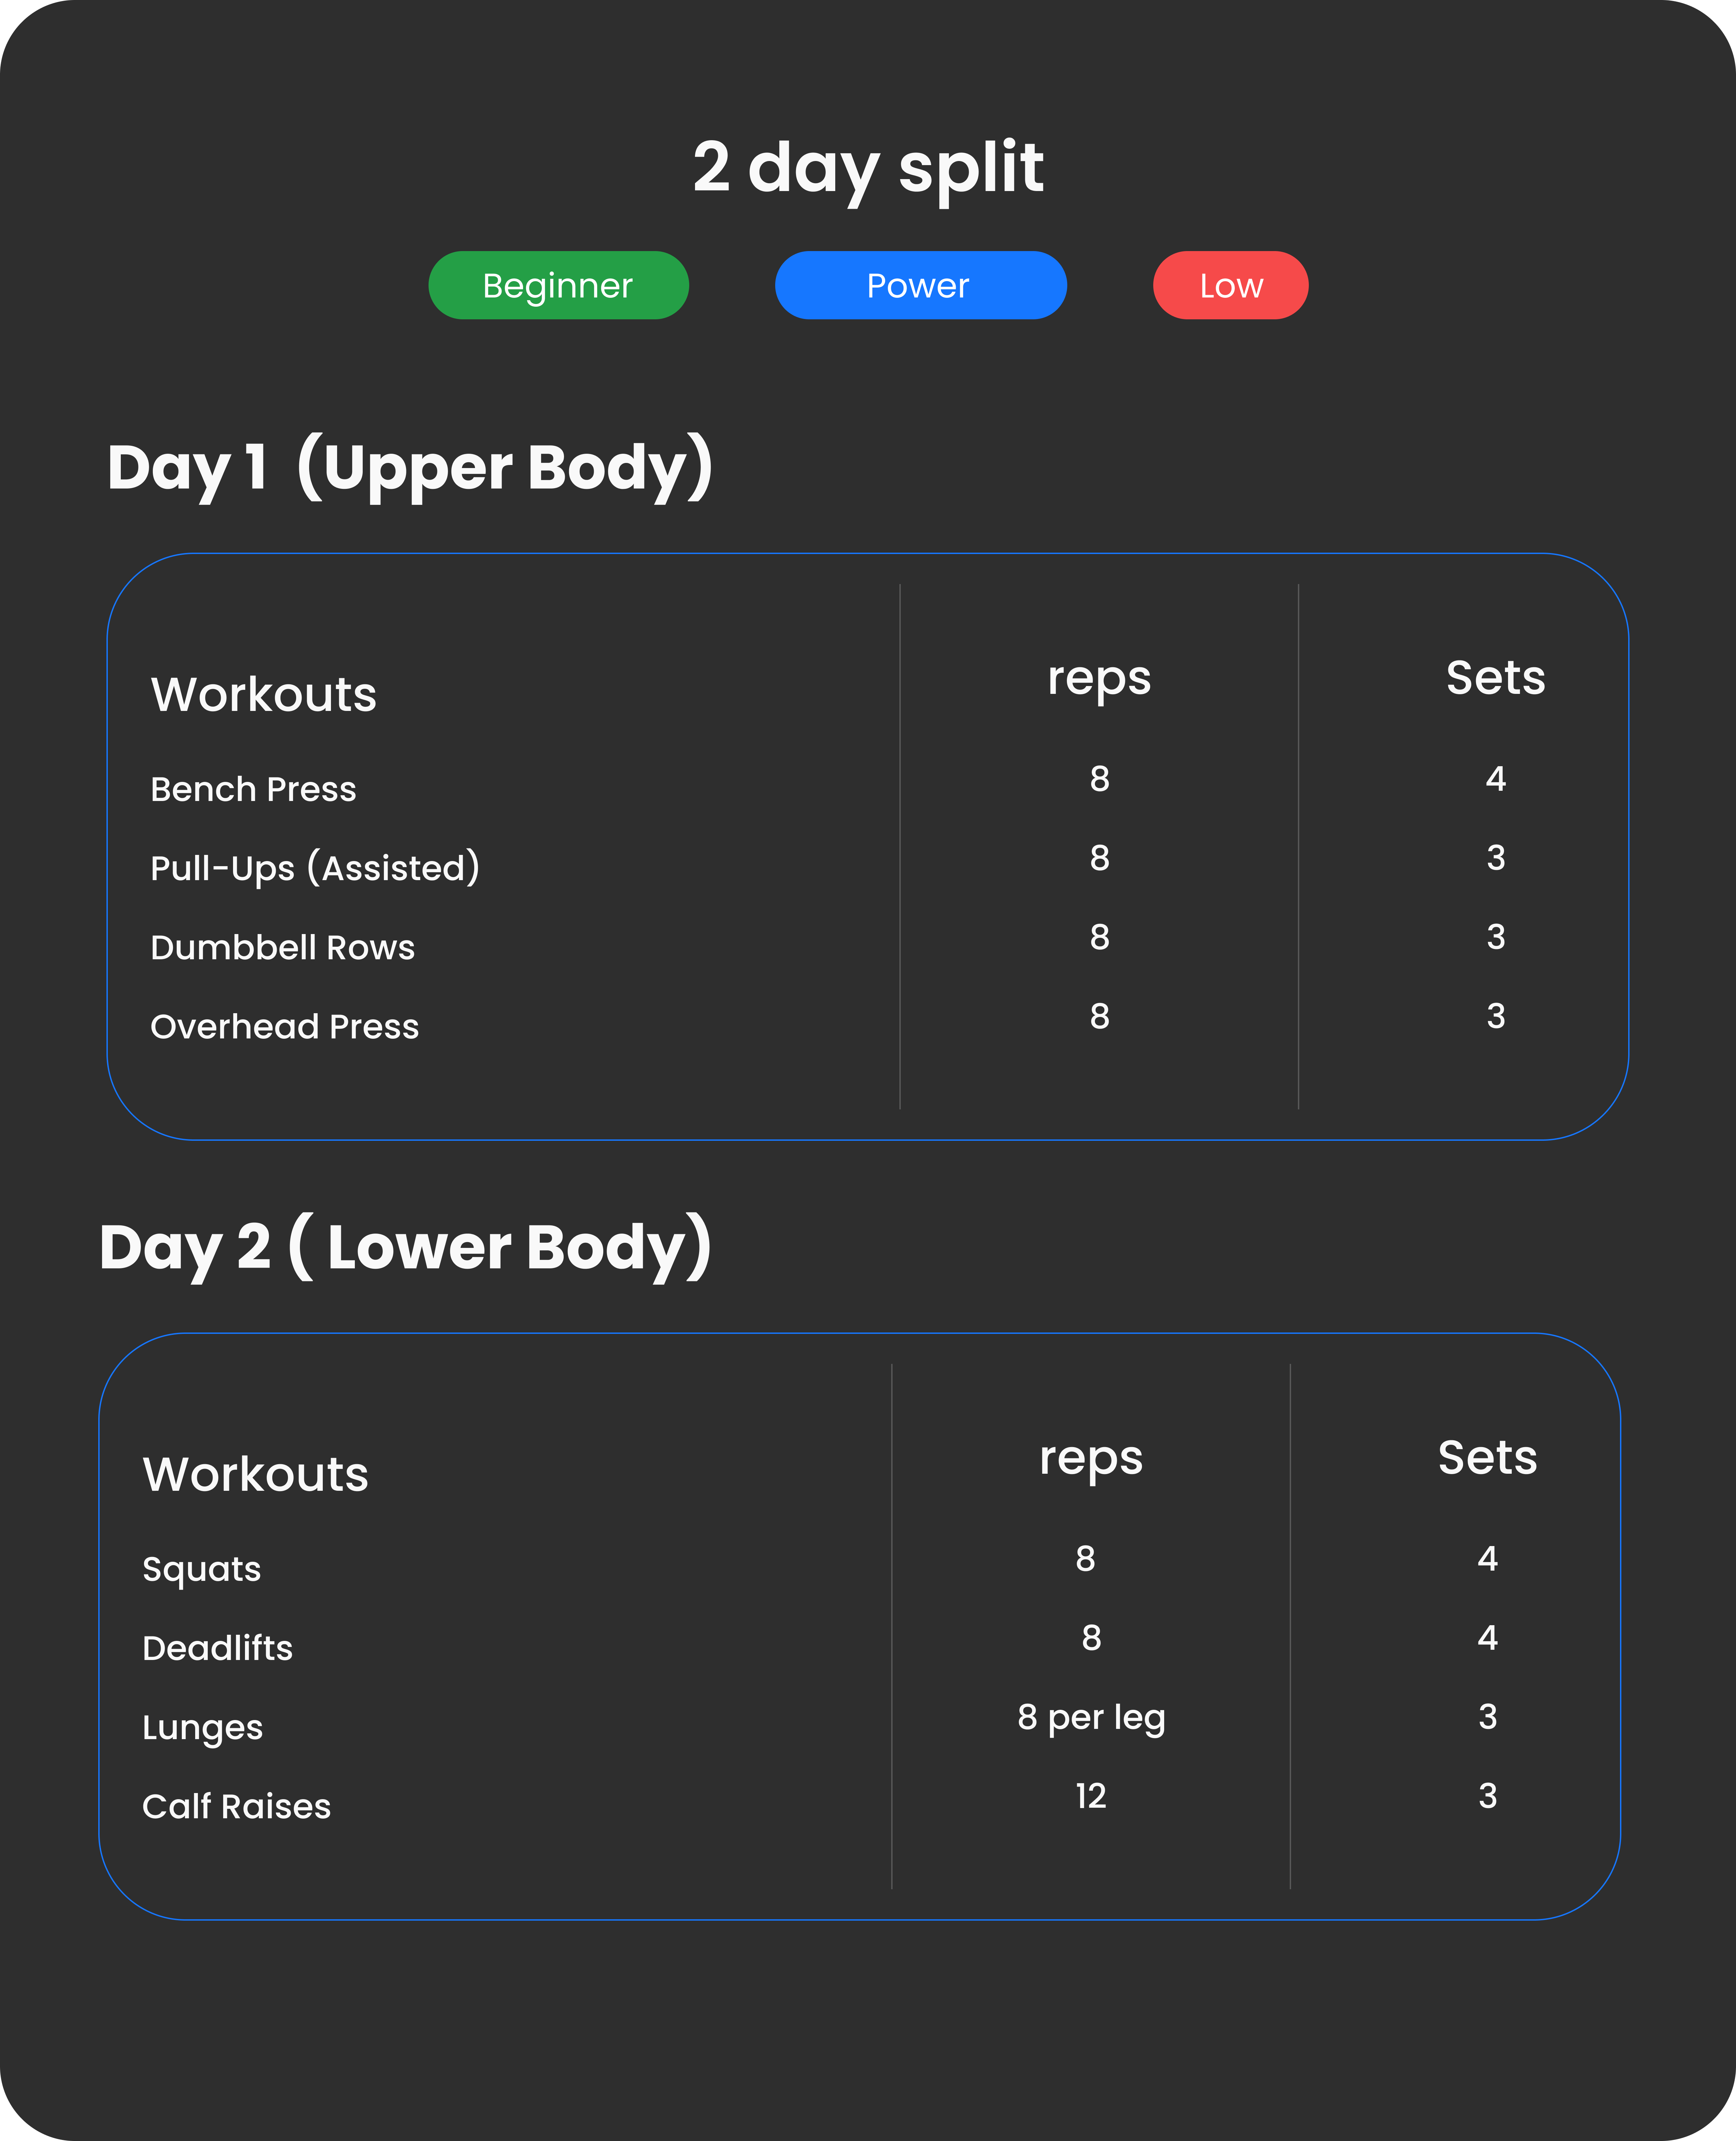 2 day split
Beginner Power Low
Day 1 (Upper Body)
Workouts reps Sets
Bench Press 8 4
Pull-Ups (Assisted) 8 3
Dumbbell Rows 8 3
Overhead Press 8 3
Day 2 ( Lower Body)
Workouts reps Sets
Squats 8 4
Deadlifts 8 4
Lunges 8 per leg 3
Calf Raises 12 3